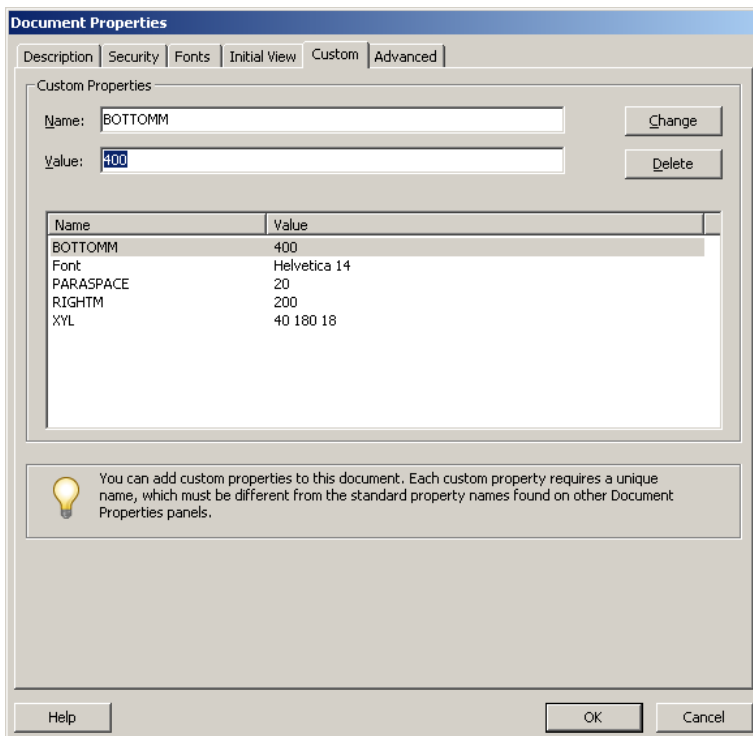 Document Properties
Description Security Fonts Initial View Custom Advanced
Custom Properties
Name: BOTTOMM Change
Value: 400 Delete
Name Value
BOTTOMM 400
Font Helvetica 14
PARASPACE 20
RIGHTM 200
XYL 40 180 18
You can add custom properties to this document. Each custom property requires a unique
name, which must be different from the standard property names found on other Document
Properties panels.
Help OK Cancel